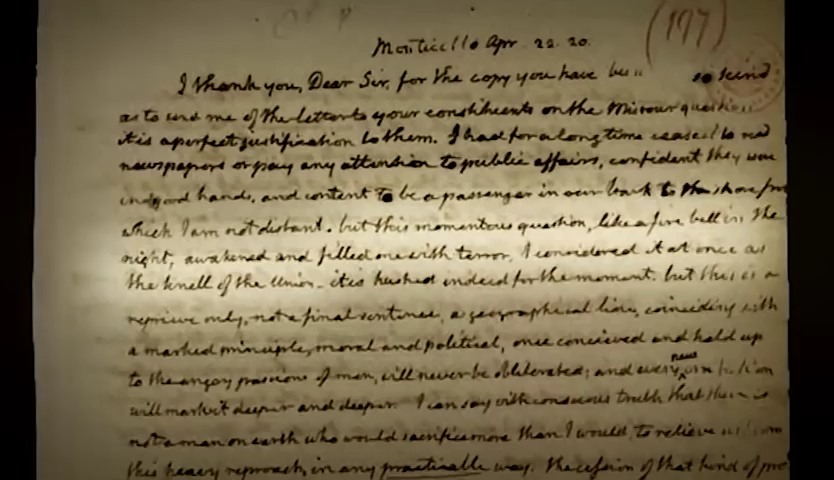 (197)
Monticello Apr. 22. 20.
I thank you, Dear Sir, for the copy you have been so kind
as to send me of the letter to your constituents on the Missouri question.
it is a perfect justification to them. I had for a long time ceased to read
newspapers or pay any attention to public affairs, confident they were
in good hands, and content to be a passenger in our bark to the shore from
which I am not distant. but this momentous question, like a fire bell in the
night, awakened and filled me with terror. I considered it at once as
the knell of the Union. it is hushed indeed for the moment. but this is a
reprieve only, not a final sentence. a geographical line, coinciding with
a marked principle, moral and political, once conceived and held up
to the angry passions of men, will never be obliterated; and every new irritation
will mark it deeper and deeper. I can say with conscious truth that there is
not a man on earth who would sacrifice more than I would, to relieve us from
this heavy reproach, in any practicable way. the cession of that kind of pro